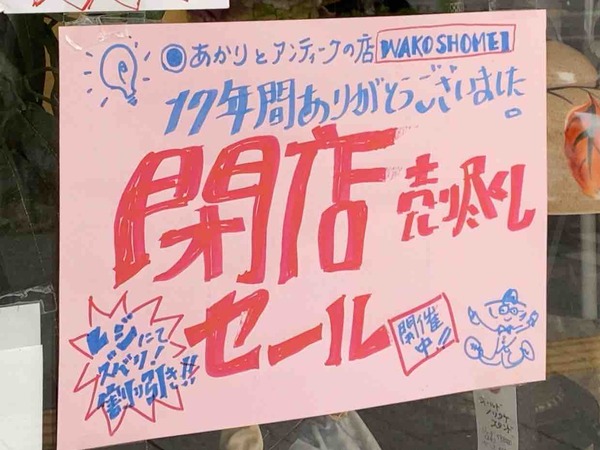 ◉あかりとアンティークの店 WAKOSHOMEI
17年間ありがとうございました。
閉店 売り尽くし
セール 開催中!!
レジにて
ズバリ!
割り引き!!